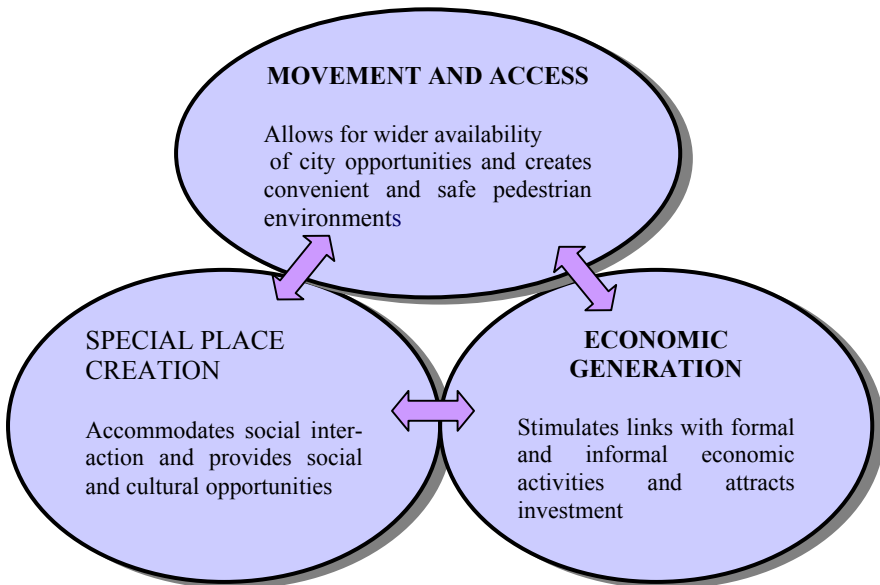 MOVEMENT AND ACCESS
Allows for wider availability
of city opportunities and creates
convenient and safe pedestrian
environments
SPECIAL PLACE
CREATION
Accommodates social inter-
action and provides social
and cultural opportunities
ECONOMIC
GENERATION
Stimulates links with formal
and informal economic
activities and attracts
investment